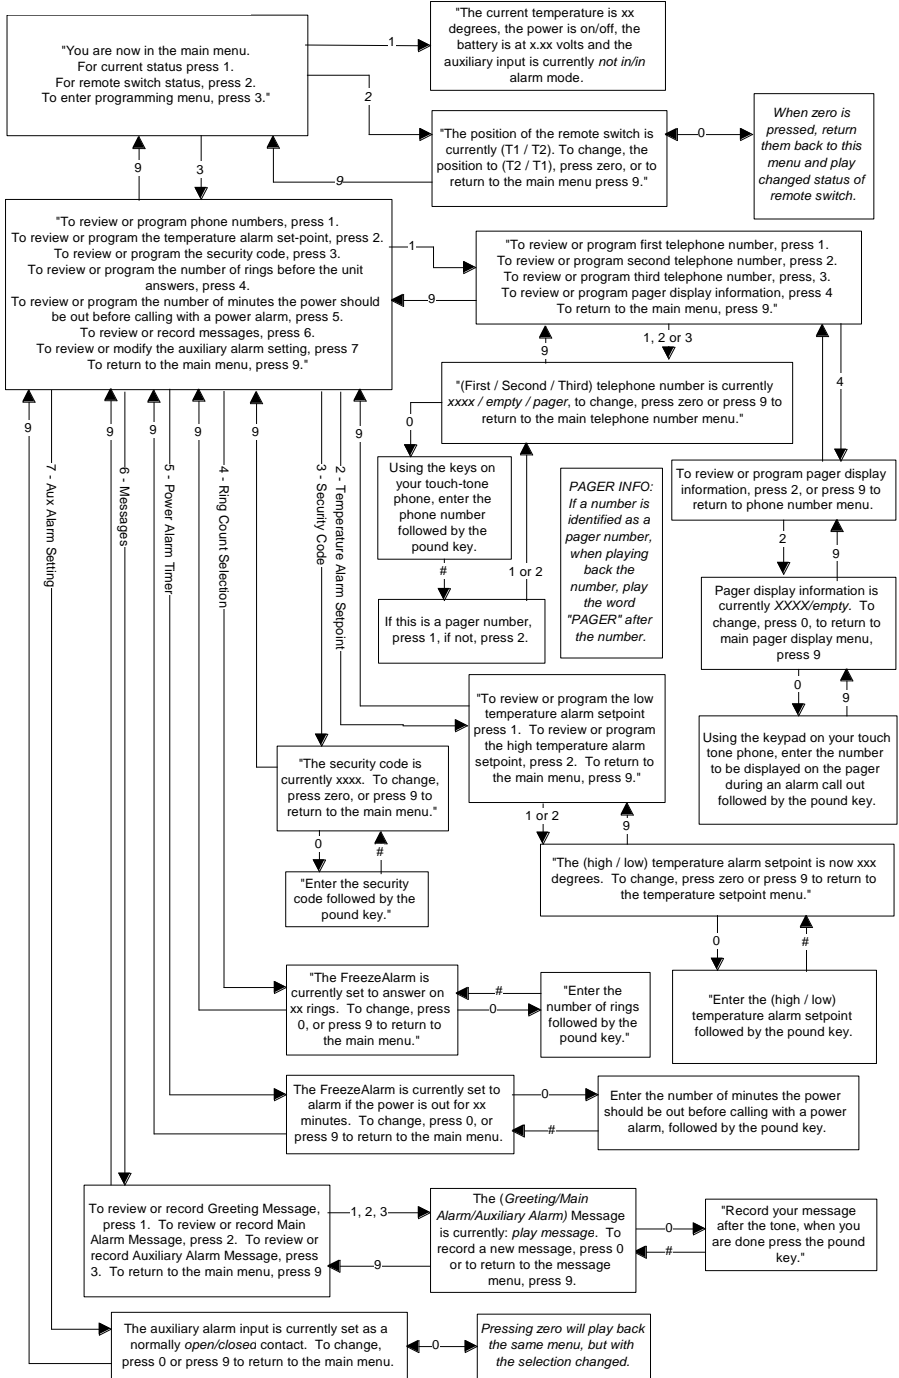 "You are now in the main menu.
For current status press 1.
For remote switch status, press 2.
To enter programming menu, press 3."
1
"The current temperature is xx
degrees, the power is on/off, the
battery is at x.xx volts and the
auxiliary input is currently not in/in
alarm mode.
2
"The position of the remote switch is
currently (T1 / T2). To change, the
position to (T2 / T1), press zero, or to
return to the main menu press 9."
0
When zero is
pressed, return
them back to this
menu and play
changed status of
remote switch.
9
3
9
"To review or program phone numbers, press 1.
To review or program the temperature alarm set-point, press 2.
To review or program the security code, press 3.
To review or program the number of rings before the unit
answers, press 4.
To review or program the number of minutes the power should
be out before calling with a power alarm, press 5.
To review or record messages, press 6.
To review or modify the auxiliary alarm setting, press 7
To return to the main menu, press 9."
1
9
"To review or program first telephone number, press 1.
To review or program second telephone number, press 2.
To review or program third telephone number, press, 3.
To review or program pager display information, press 4
To return to the main menu, press 9."
9
1, 2 or 3
4
"(First / Second / Third) telephone number is currently
xxxx / empty / pager, to change, press zero or press 9 to
return to the main telephone number menu."
0
Using the keys on
your touch-tone
phone, enter the
phone number
followed by the
pound key.
#
1 or 2
If this is a pager number,
press 1, if not, press 2.
PAGER INFO:
If a number is
identified as a
pager number,
when playing
back the
number, play
the word
"PAGER" after
the number.
To review or program pager display
information, press 2, or press 9 to
return to phone number menu.
2
9
Pager display information is
currently XXXX/empty. To
change, press 0, to return to
main pager display menu,
press 9
0
9
Using the keypad on your touch
tone phone, enter the number
to be displayed on the pager
during an alarm call out
followed by the pound key.
9
7 - Aux Alarm Setting
9
6 - Messages
9
5 - Power Alarm Timer
9
4 - Ring Count Selection
9
3 - Security Code
2 - Temperature Alarm Setpoint
9
"To review or program the low
temperature alarm setpoint
press 1. To review or program
the high temperature alarm
setpoint, press 2. To return to
the main menu, press 9."
1 or 2
9
"The (high / low) temperature alarm setpoint is now xxx
degrees. To change, press zero or press 9 to return to
the temperature setpoint menu."
0
#
"Enter the (high / low)
temperature alarm setpoint
followed by the pound key.
"The security code is
currently xxxx. To change,
press zero, or press 9 to
return to the main menu."
0
#
"Enter the security
code followed by the
pound key."
"The FreezeAlarm is
currently set to answer on
xx rings. To change, press
0, or press 9 to return to
the main menu."
#
0
"Enter the
number of rings
followed by the
pound key."
The FreezeAlarm is currently set to
alarm if the power is out for xx
minutes. To change, press 0, or
press 9 to return to the main menu.
0
#
Enter the number of minutes the power
should be out before calling with a power
alarm, followed by the pound key.
To review or record Greeting Message,
press 1. To review or record Main
Alarm Message, press 2. To review or
record Auxiliary Alarm Message, press
3. To return to the main menu, press 9
1, 2, 3
9
The (Greeting/Main
Alarm/Auxiliary Alarm) Message
is currently: play message. To
record a new message, press 0
or to return to the message
menu, press 9.
0
#
"Record your message
after the tone, when you
are done press the pound
key."
The auxiliary alarm input is currently set as a
normally open/closed contact. To change,
press 0 or press 9 to return to the main menu.
0
Pressing zero will play back
the same menu, but with
the selection changed.